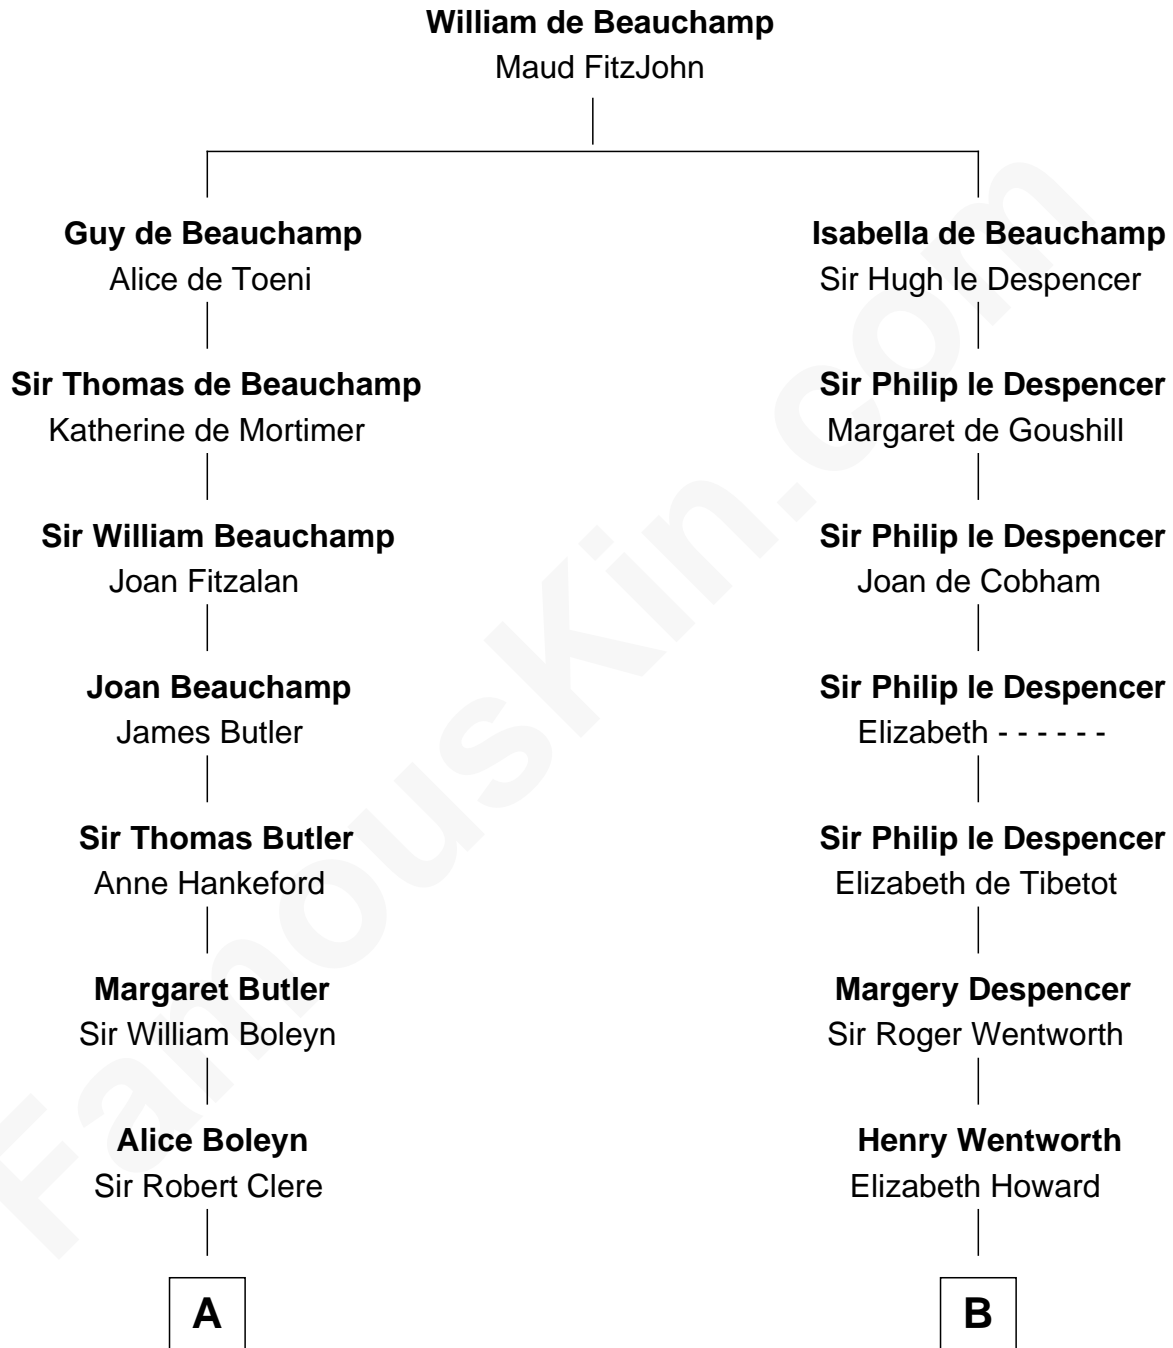 William de Beauchamp
Maud FitzJohn
Guy de Beauchamp
Alice de Toeni
Sir Thomas de Beauchamp
Katherine de Mortimer
Sir William Beauchamp
Joan Fitzalan
Joan Beauchamp
James Butler
Sir Thomas Butler
Anne Hankeford
Margaret Butler
Sir William Boleyn
Alice Boleyn
Sir Robert Clere
A
Isabella de Beauchamp
Sir Hugh le Despencer
Sir Philip le Despencer
Margaret de Goushill
Sir Philip le Despencer
Joan de Cobham
Sir Philip le Despencer
Elizabeth - - - - - -
Sir Philip le Despencer
Elizabeth de Tibetot
Margery Despencer
Sir Roger Wentworth
Henry Wentworth
Elizabeth Howard
B
FamousKin.com